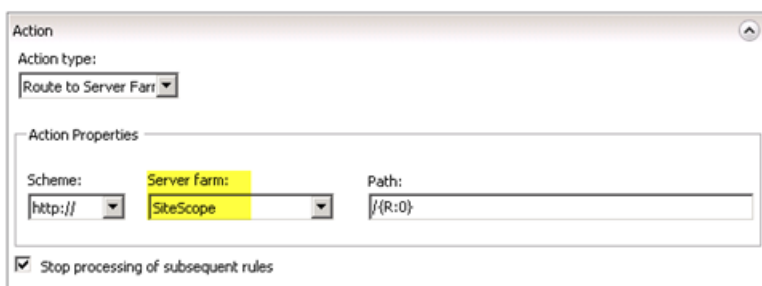 Action
Action type:
Route to Server Farr
Action Properties
Scheme: Server farm: Path:
http:// SiteScope /{R:0}
Stop processing of subsequent rules